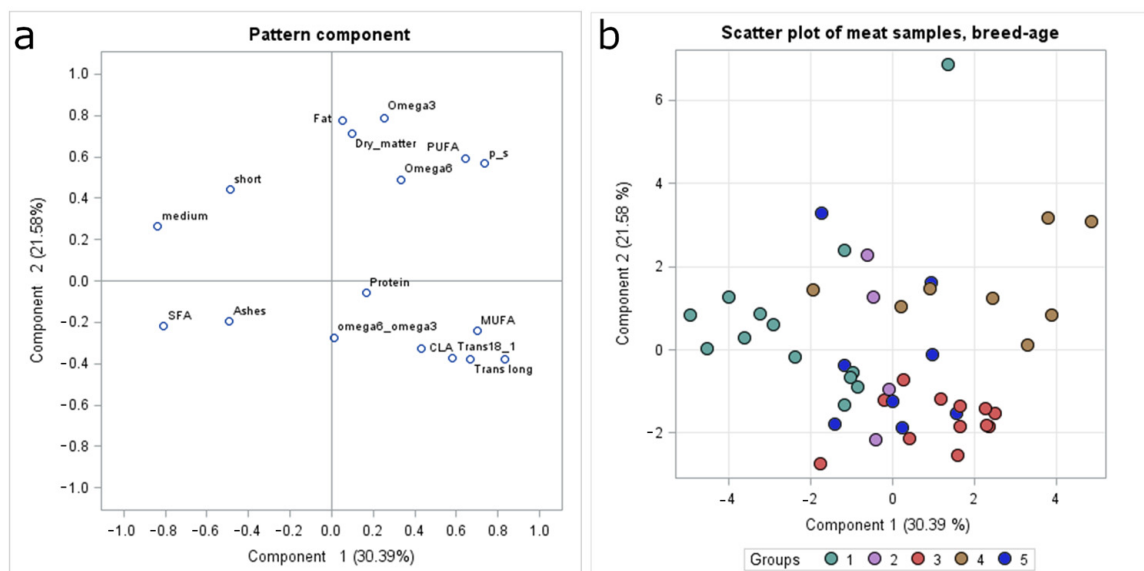 a
Pattern component
Component 2 (21.58%)
1.0
0.8
0.6
0.4
0.2
0.0
−0.2
−0.4
−0.6
−0.8
−1.0
Omega3
Fat
Dry_matter
PUFA
p_s
Omega6
short
medium
Protein
SFA
Ashes
MUFA
omega6_omega3
CLA
Trans18_1
Trans long
−1.0 −0.8 −0.6 −0.4 −0.2 0.0 0.2 0.4 0.6 0.8 1.0
Component 1 (30.39%)
b
Scatter plot of meat samples, breed-age
Component 2 (21.58 %)
6
4
2
0
−2
−4 −2 0 2 4
Component 1 (30.39 %)
Groups 1 2 3 4 5